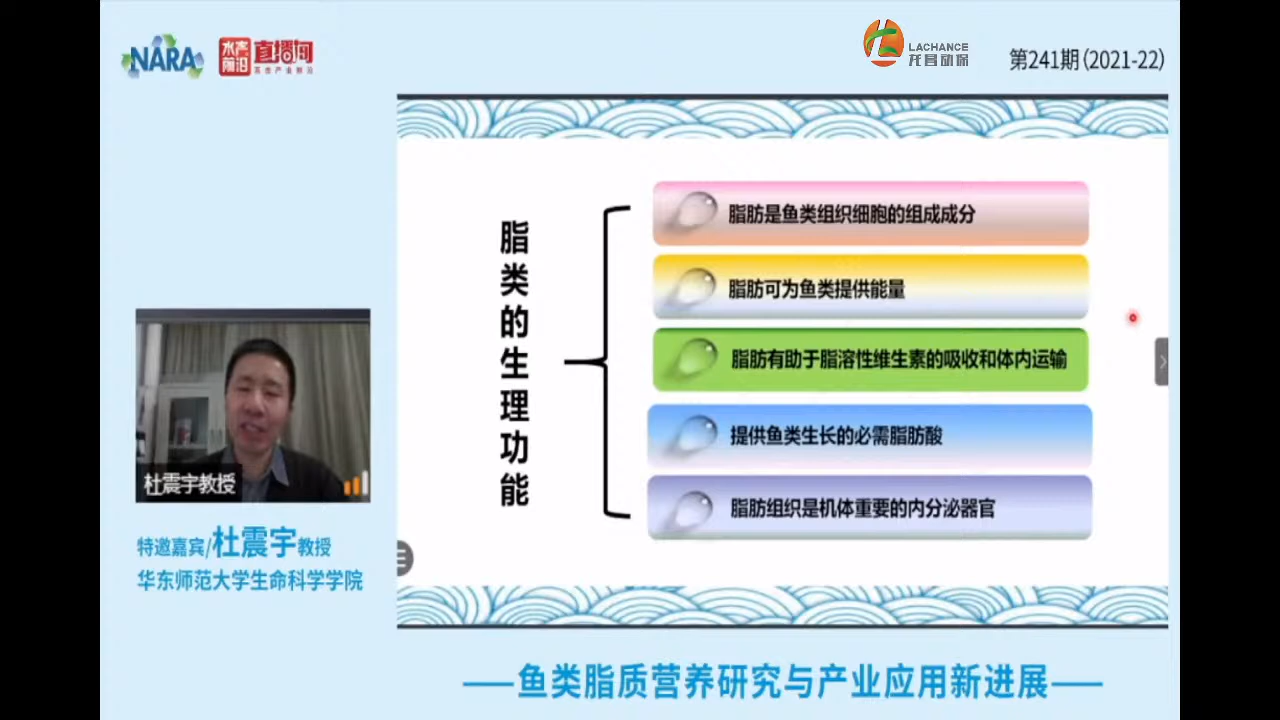 NARA
水产前沿
直播间
LACHANCE
龙昌动保
第241期(2021-22)
脂类的生理功能
脂肪是鱼类组织细胞的组成成分
脂肪可为鱼类提供能量
脂肪有助于脂溶性维生素的吸收和体内运输
提供鱼类生长的必需脂肪酸
脂肪组织是机体重要的内分泌器官
杜震宇教授
特邀嘉宾/杜震宇教授
华东师范大学生命科学学院
鱼类脂质营养研究与产业应用新进展